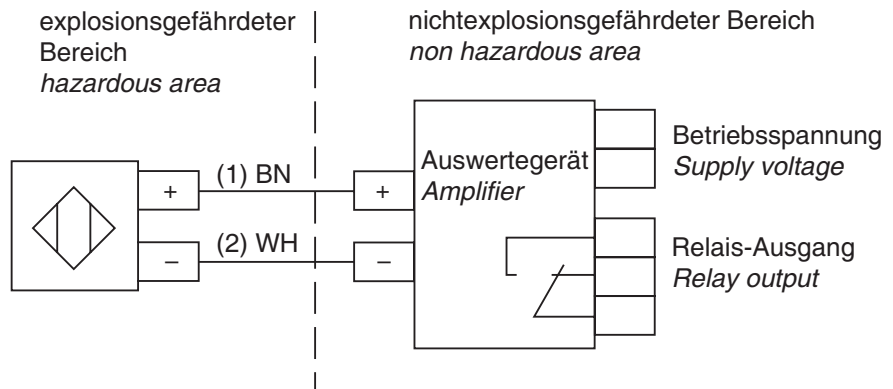 explosionsgefährdeter
Bereich
hazardous area
nichtexplosionsgefährdeter Bereich
non hazardous area
Auswertegerät
Amplifier
Betriebsspannung
Supply voltage
+
(1) BN
+
–
(2) WH
–
Relais-Ausgang
Relay output